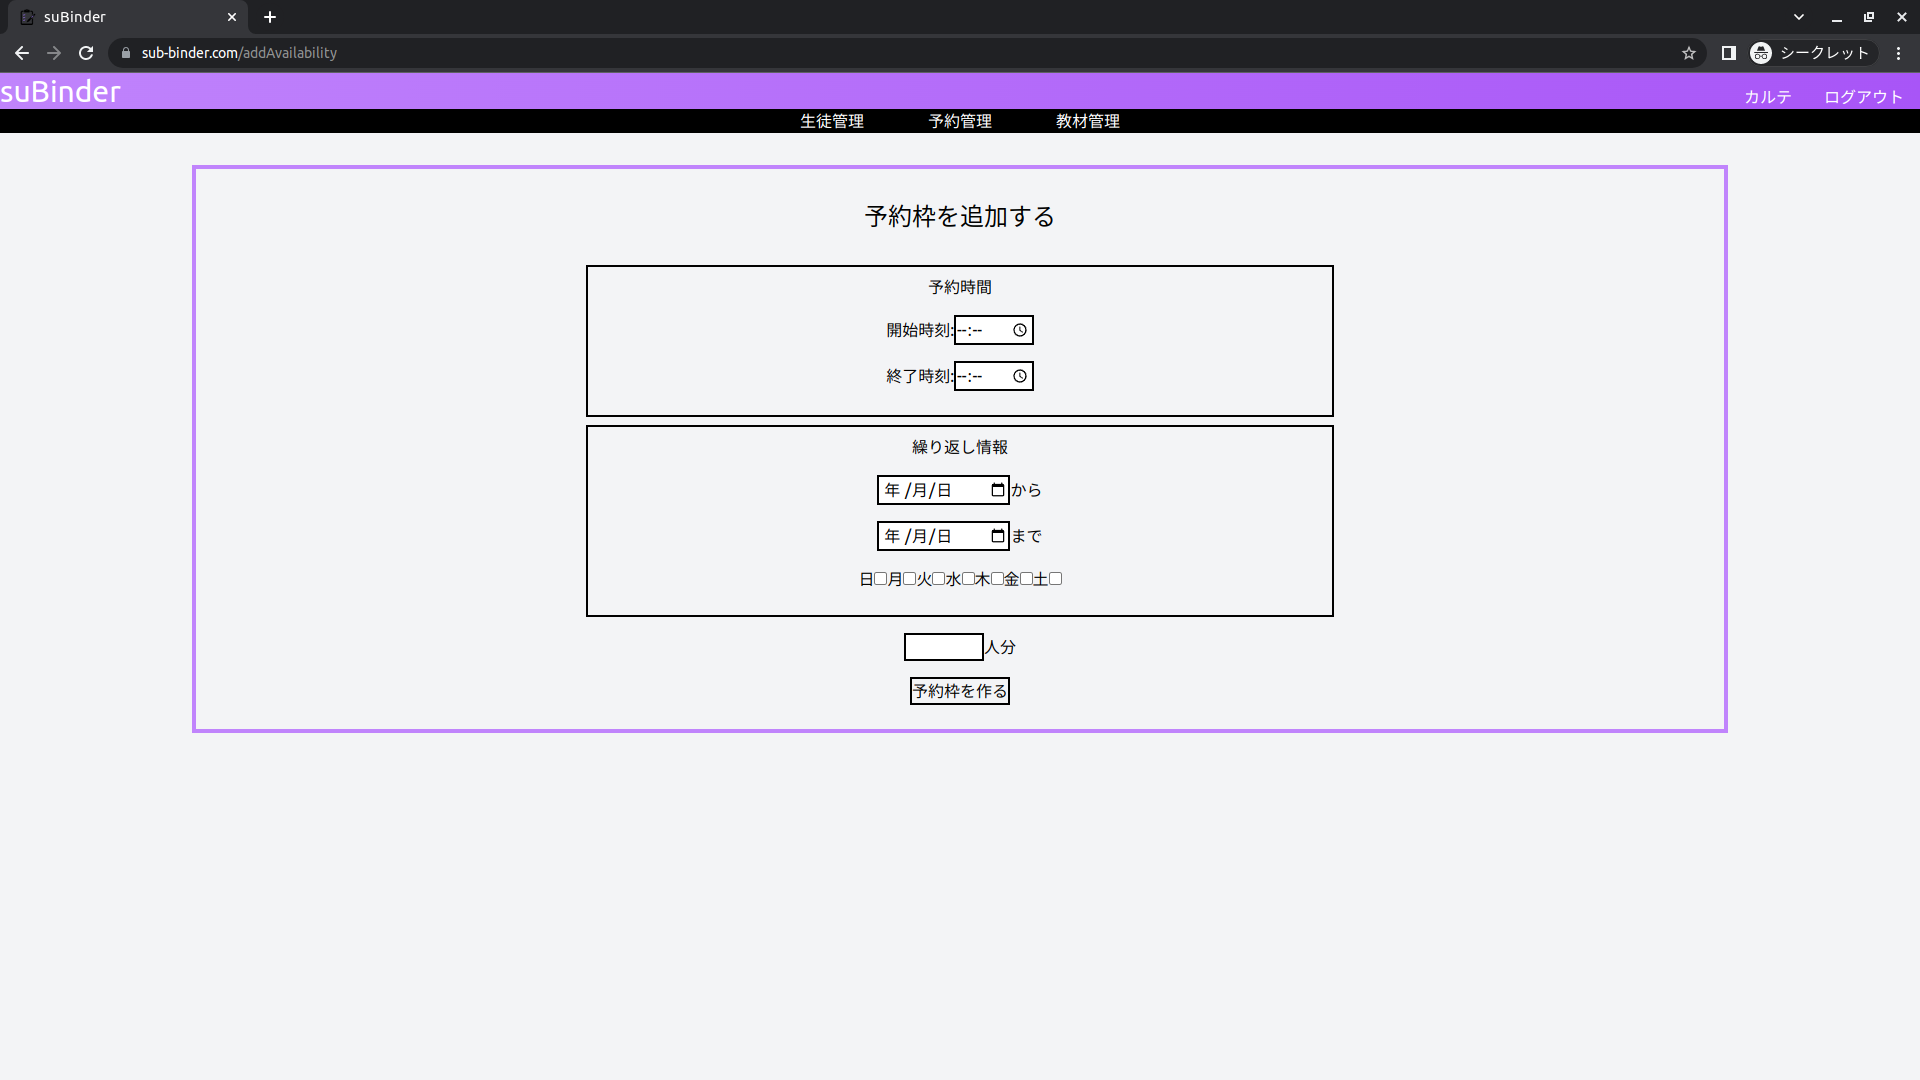 suBinder
sub-binder.com/addAvailability
シークレット
suBinder
カルテ ログアウト
生徒管理 予約管理 教材管理
予約枠を追加する
予約時間
開始時刻:--:--
終了時刻:--:--
繰り返し情報
年 /月/日 から
年 /月/日 まで
日 月 火 水 木 金 土
人分
予約枠を作る